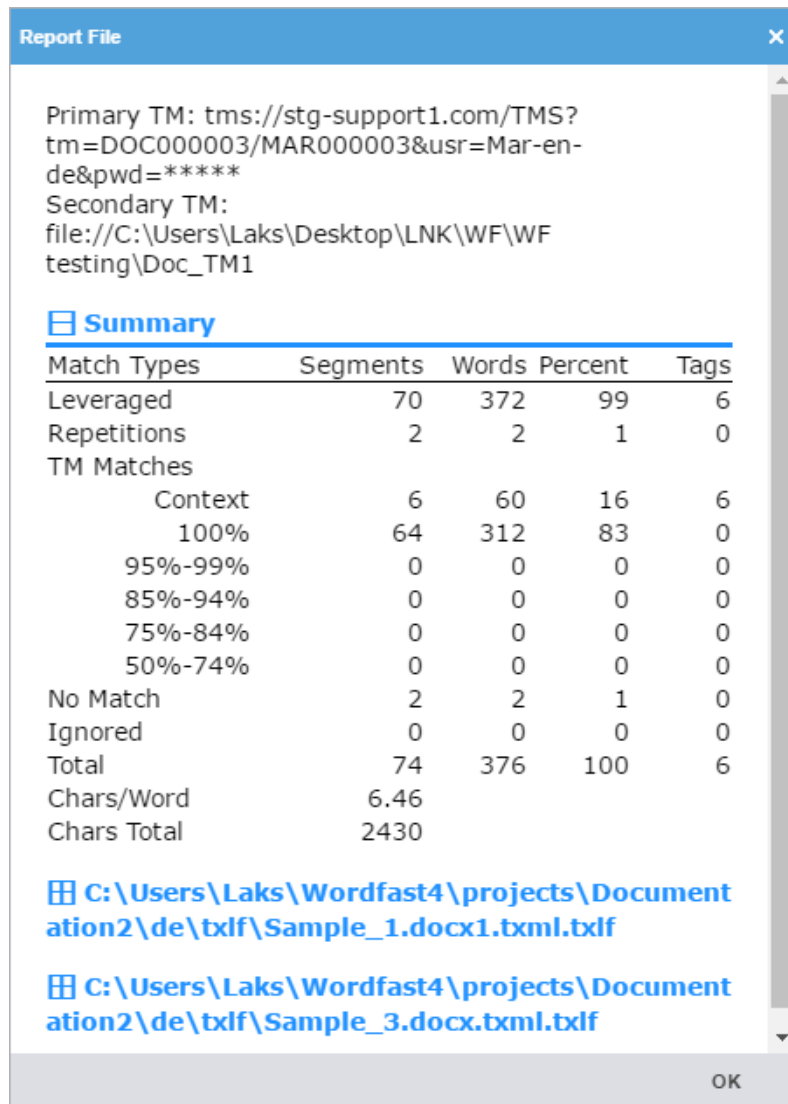 Report File
Primary TM: tms://stg-support1.com/TMS?
tm=DOC000003/MAR000003&usr=Mar-en-
de&pwd=*****
Secondary TM:
file://C:\Users\Laks\Desktop\LNK\WF\WF
testing\Doc_TM1
Summary
Match Types Segments Words Percent Tags
Leveraged 70 372 99 6
Repetitions 2 2 1 0
TM Matches
Context 6 60 16 6
100% 64 312 83 0
95%-99% 0 0 0 0
85%-94% 0 0 0 0
75%-84% 0 0 0 0
50%-74% 0 0 0 0
No Match 2 2 1 0
Ignored 0 0 0 0
Total 74 376 100 6
Chars/Word 6.46
Chars Total 2430
C:\Users\Laks\Wordfast4\projects\Document
ation2\de\txlf\Sample_1.docx1.txml.txlf
C:\Users\Laks\Wordfast4\projects\Document
ation2\de\txlf\Sample_3.docx.txml.txlf
OK